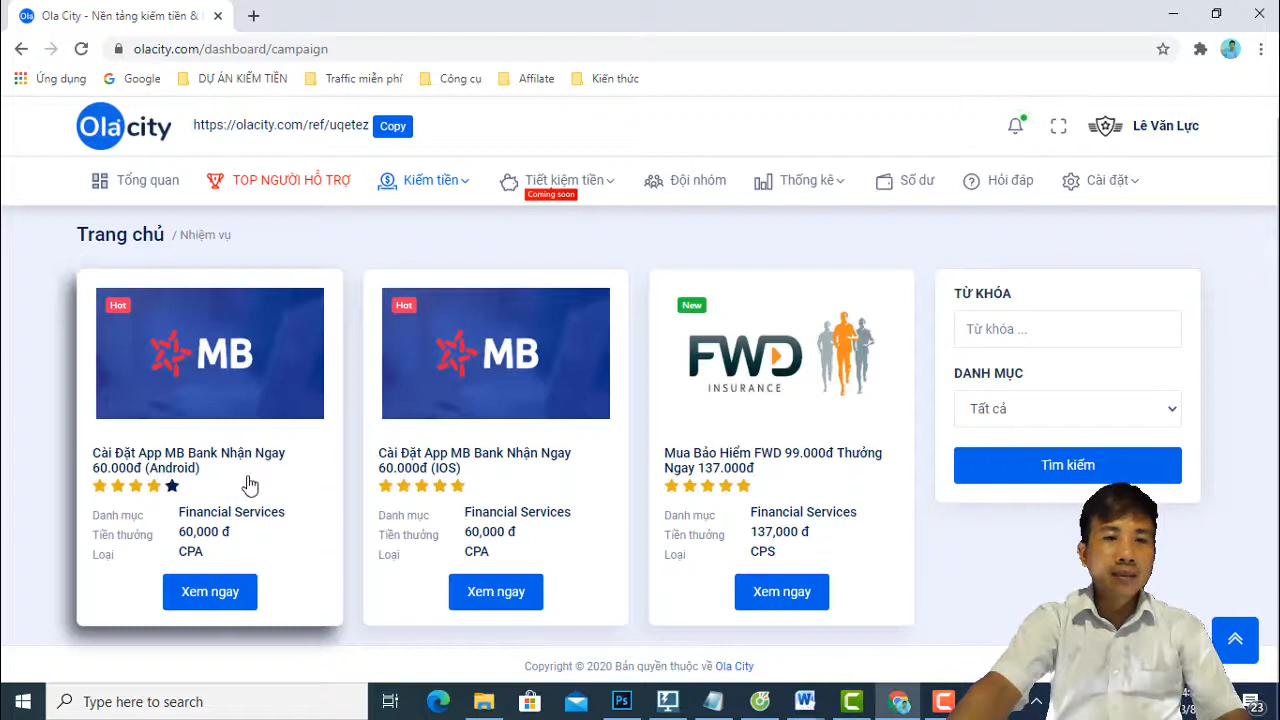 Ola City - Nền tảng kiếm tiền &
olacity.com/dashboard/campaign
Ứng dụng
Google
DỰ ÁN KIẾM TIỀN
Traffic miễn phí
Công cụ
Affilate
Kiến thức
Ola city
https://olacity.com/ref/uqetez
Copy
Lê Văn Lực
Tổng quan
TOP NGƯỜI HỖ TRỢ
Kiếm tiền
Tiết kiệm tiền
Coming soon
Đội nhóm
Thống kê
Số dư
Hỏi đáp
Cài đặt
Trang chủ / Nhiệm vụ
Hot
MB
Cài Đặt App MB Bank Nhận Ngay
60.000đ (Android)
Danh mục Financial Services
Tiền thưởng 60,000 đ
Loại CPA
Xem ngay
Hot
MB
Cài Đặt App MB Bank Nhận Ngay
60.000đ (IOS)
Danh mục Financial Services
Tiền thưởng 60,000 đ
Loại CPA
Xem ngay
New
FWD
INSURANCE
Mua Bảo Hiểm FWD 99.000đ Thưởng
Ngay 137.000đ
Danh mục Financial Services
Tiền thưởng 137,000 đ
Loại CPS
Xem ngay
TỪ KHÓA
Từ khóa ...
DANH MỤC
Tất cả
Tìm kiếm
Copyright © 2020 Bản quyền thuộc về Ola City
Type here to search
23